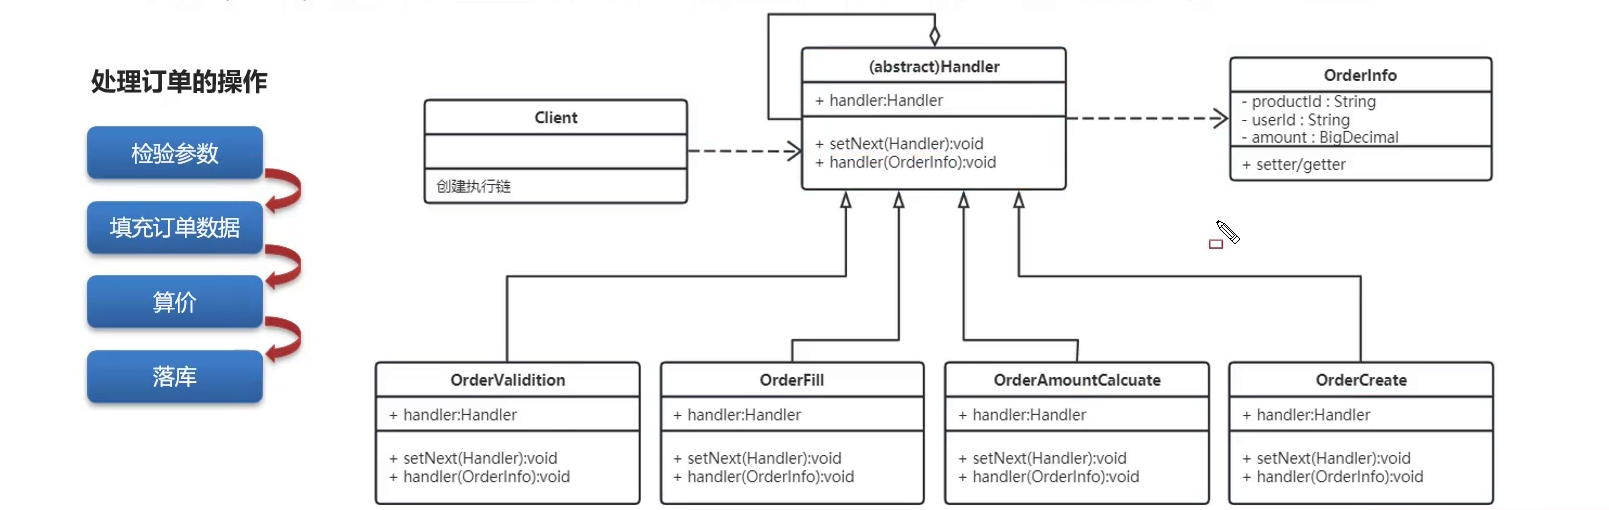 处理订单的操作
检验参数
填充订单数据
算价
落库
Client
创建执行链
(abstract)Handler
+ handler:Handler
+ setNext(Handler):void
+ handler(OrderInfo):void
OrderInfo
- productId : String
- userId : String
- amount : BigDecimal
+ setter/getter
OrderValidition
+ handler:Handler
+ setNext(Handler):void
+ handler(OrderInfo):void
OrderFill
+ handler:Handler
+ setNext(Handler):void
+ handler(OrderInfo):void
OrderAmountCalcuate
+ handler:Handler
+ setNext(Handler):void
+ handler(OrderInfo):void
OrderCreate
+ handler:Handler
+ setNext(Handler):void
+ handler(OrderInfo):void